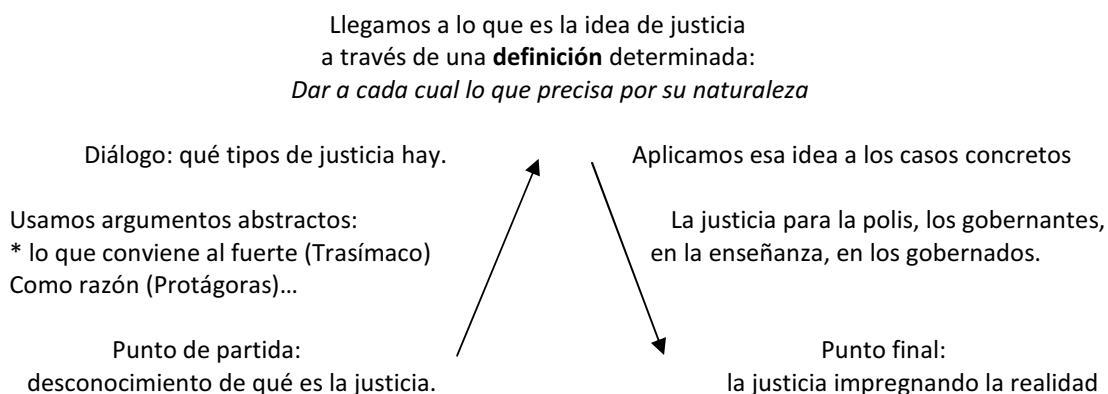 Llegamos a lo que es la idea de justicia
a través de una definición determinada:
Dar a cada cual lo que precisa por su naturaleza
Diálogo: qué tipos de justicia hay.
Aplicamos esa idea a los casos concretos
Usamos argumentos abstractos:
* lo que conviene al fuerte (Trasímaco)
Como razón (Protágoras)…
La justicia para la polis, los gobernantes,
en la enseñanza, en los gobernados.
Punto de partida:
desconocimiento de qué es la justicia.
Punto final:
la justicia impregnando la realidad